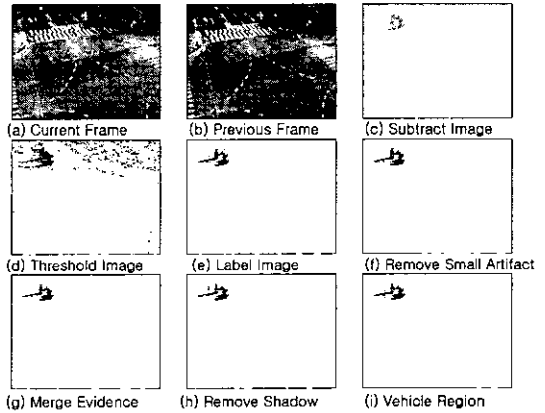 (a) Current Frame
(b) Previous Frame
(c) Subtract Image
(d) Threshold Image
(e) Label Image
(f) Remove Small Artifact
(g) Merge Evidence
(h) Remove Shadow
(i) Vehicle Region